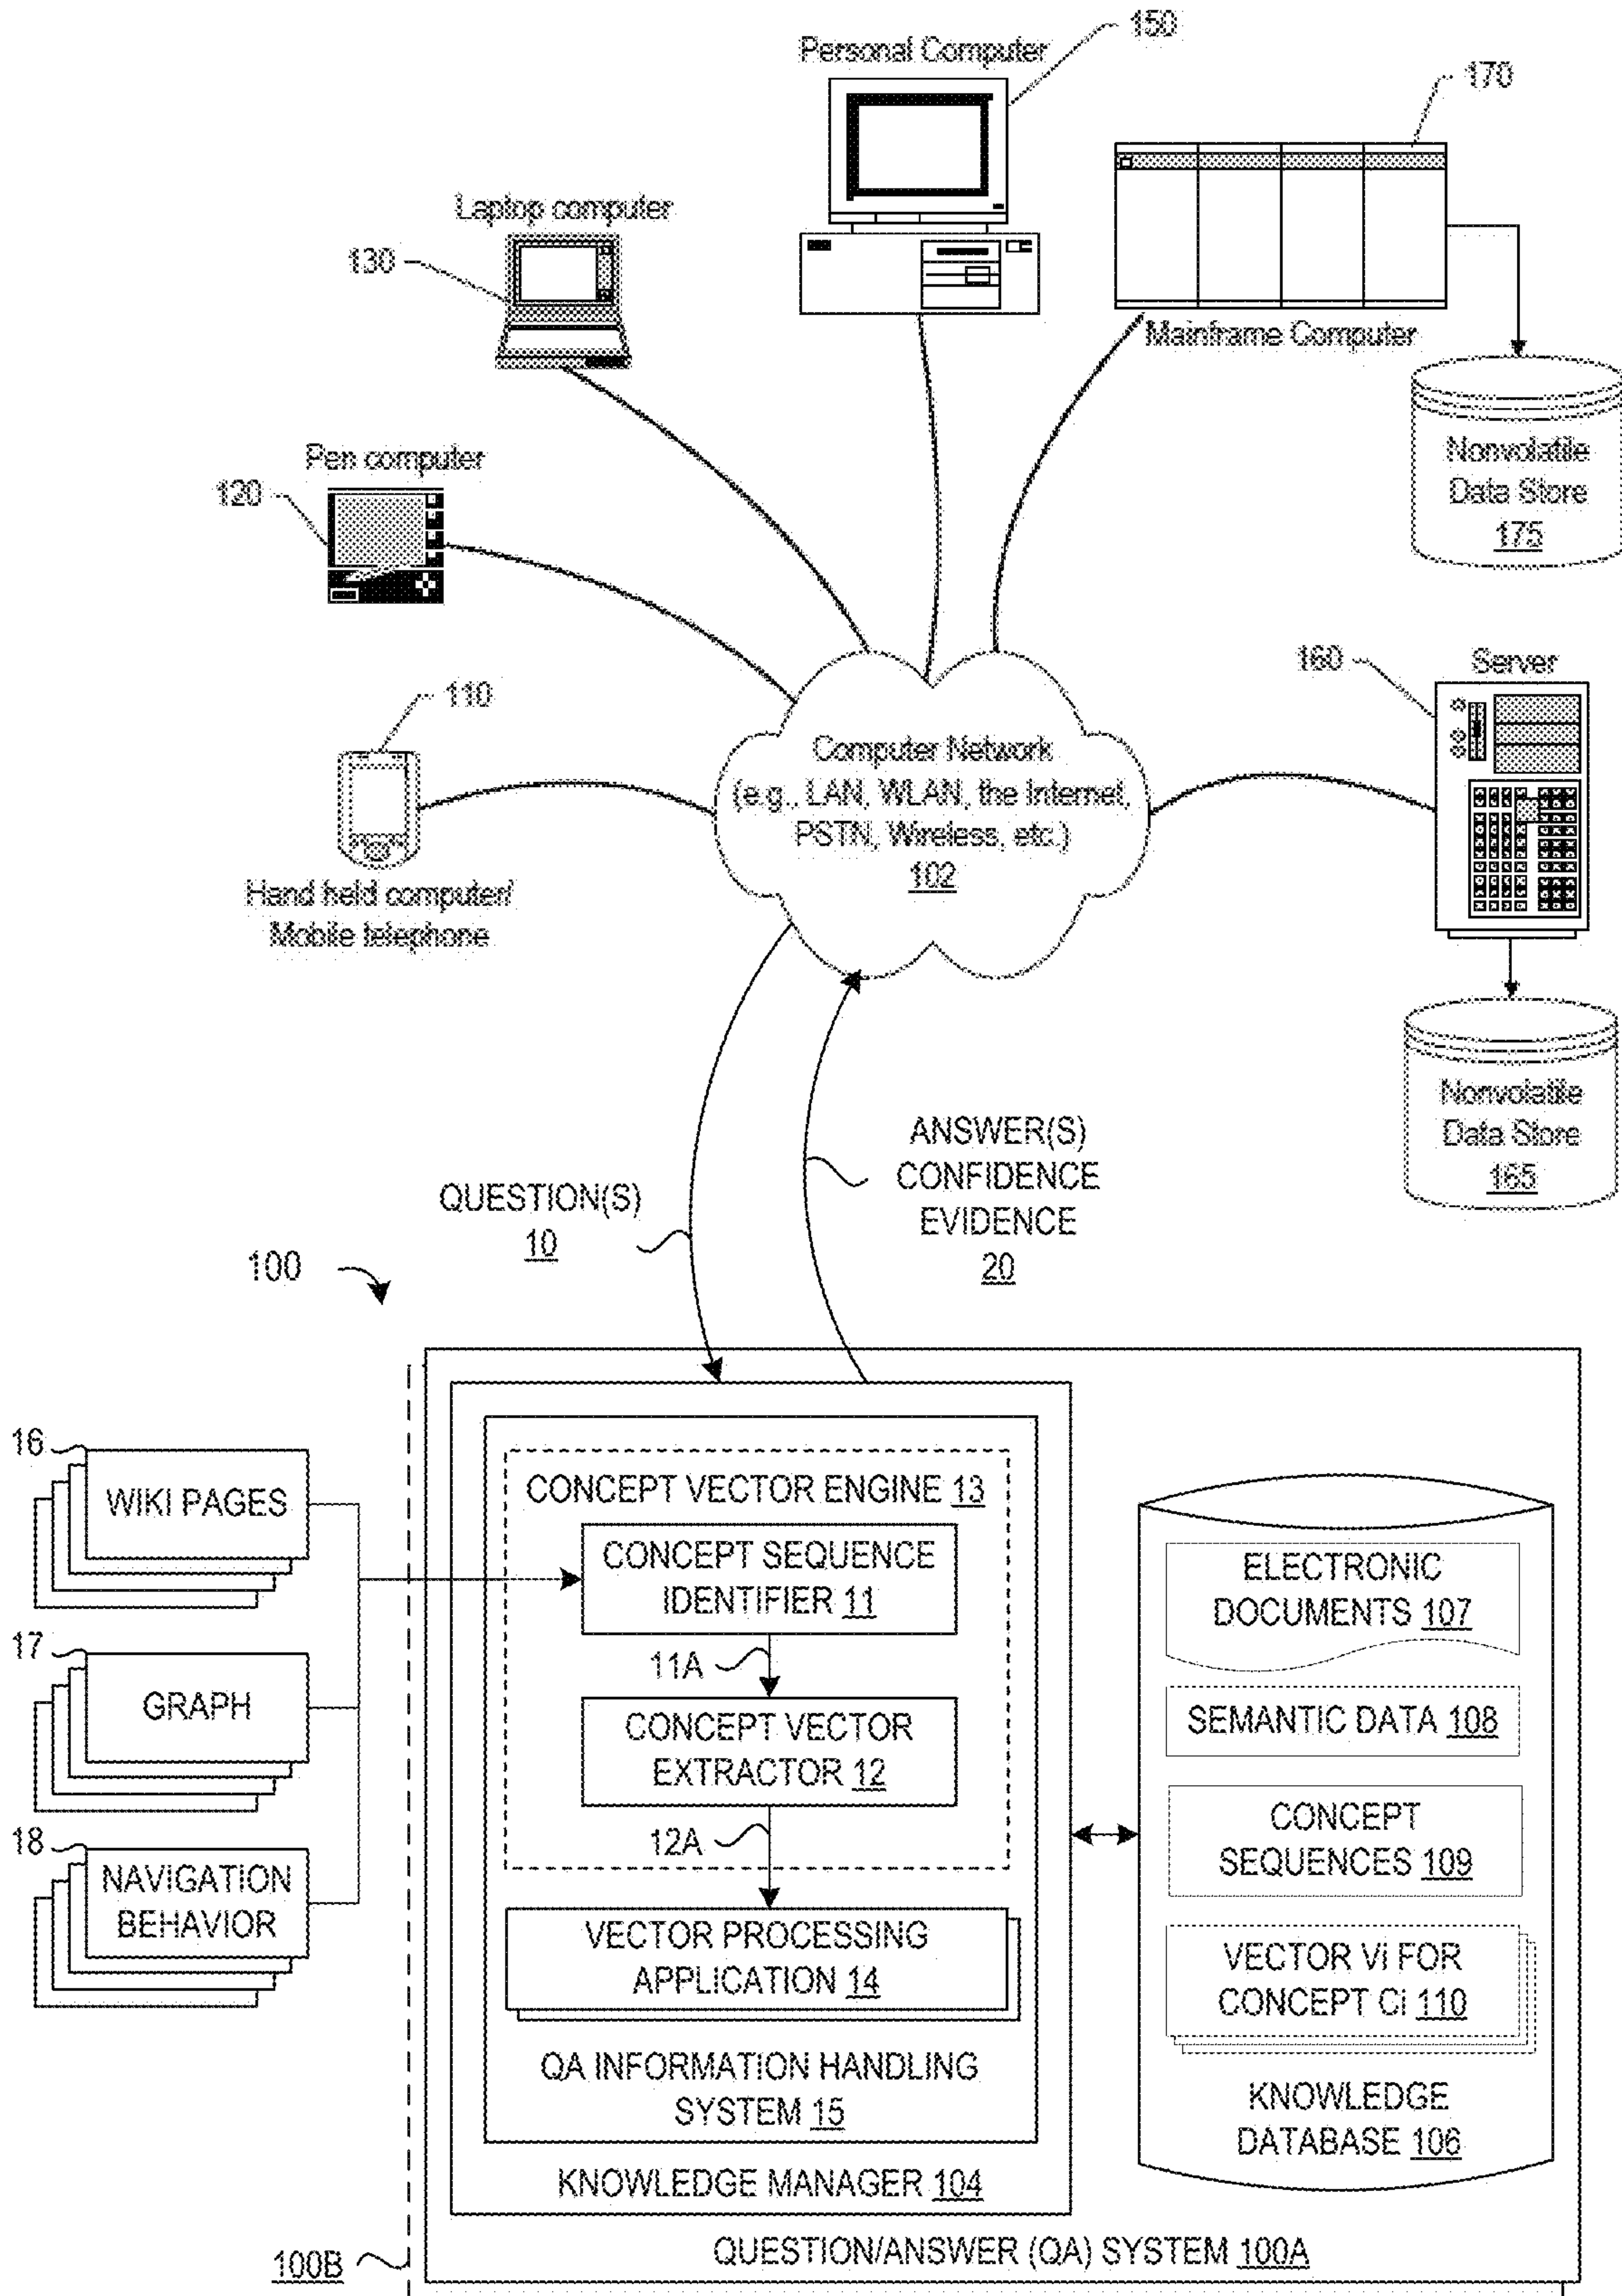 150
Personal Computer
170
Laptop computer
130
Mainframe Computer
Nonvolatile
Data Store
175
Pen computer
120
160
Server
110
Computer Network
(e.g., LAN, WLAN, the Internet,
PSTN, Wireless, etc.)
102
Hand held computer/
Mobile telephone
Nonvolatile
Data Store
165
ANSWER(S)
CONFIDENCE
EVIDENCE
20
QUESTION(S)
10
100
16
WIKI PAGES
17
GRAPH
18
NAVIGATION
BEHAVIOR
CONCEPT VECTOR ENGINE 13
CONCEPT SEQUENCE
IDENTIFIER 11
11A
CONCEPT VECTOR
EXTRACTOR 12
12A
VECTOR PROCESSING
APPLICATION 14
QA INFORMATION HANDLING
SYSTEM 15
KNOWLEDGE MANAGER 104
ELECTRONIC
DOCUMENTS 107
SEMANTIC DATA 108
CONCEPT
SEQUENCES 109
VECTOR Vi FOR
CONCEPT Ci 110
KNOWLEDGE
DATABASE 106
QUESTION/ANSWER (QA) SYSTEM 100A
100B